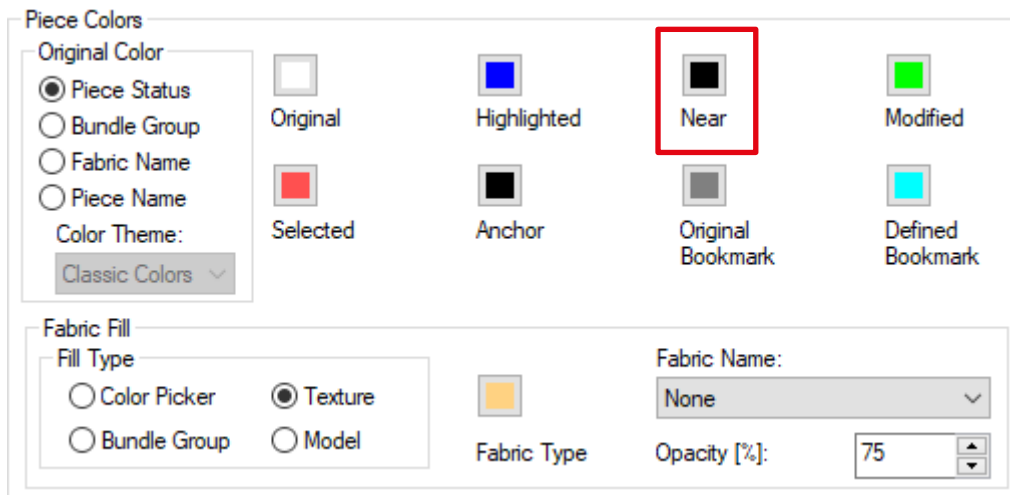 Piece Colors
Original Color
Piece Status
Bundle Group
Fabric Name
Piece Name
Color Theme:
Classic Colors
Original
Highlighted
Near
Modified
Selected
Anchor
Original
Bookmark
Defined
Bookmark
Fabric Fill
Fill Type
Color Picker
Texture
Bundle Group
Model
Fabric Type
Fabric Name:
None
Opacity [%]:
75